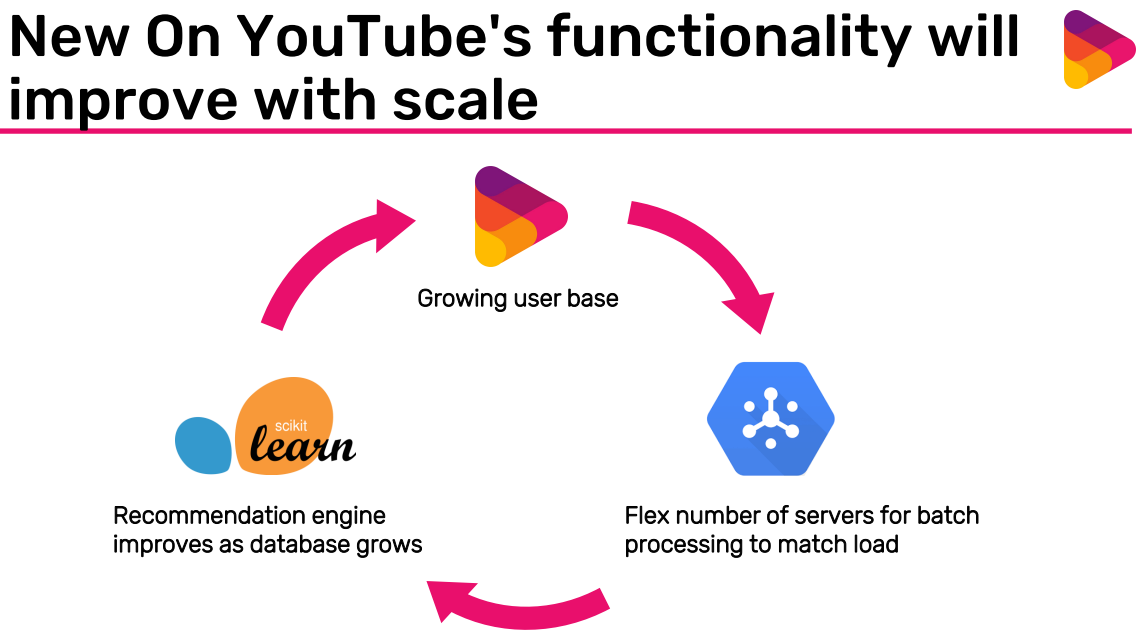 New On YouTube's functionality will
improve with scale
Growing user base
scikit
learn
Recommendation engine
improves as database grows
Flex number of servers for batch
processing to match load